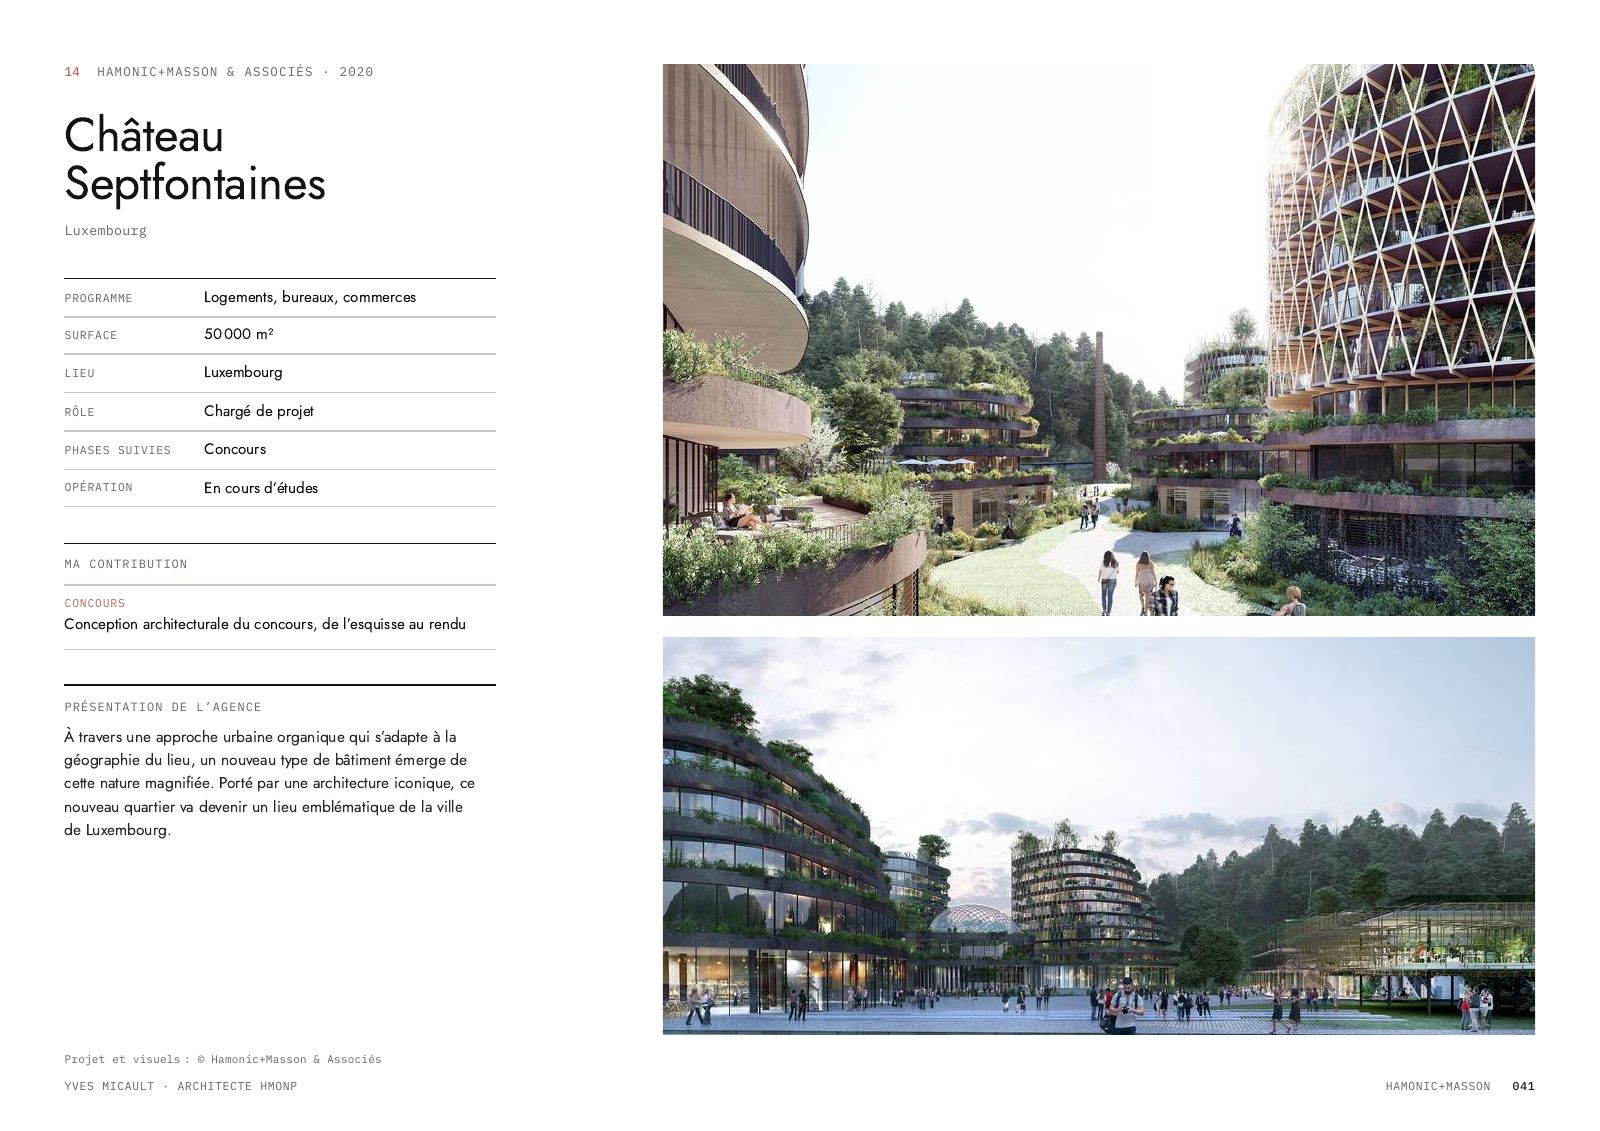 14 HAMONIC+MASSON & ASSOCIÉS · 2020
Château
Septfontaines
Luxembourg
PROGRAMME Logements, bureaux, commerces
SURFACE 50 000 m²
LIEU Luxembourg
RÔLE Chargé de projet
PHASES SUIVIES Concours
OPÉRATION En cours d’études
MA CONTRIBUTION
CONCOURS
Conception architecturale du concours, de l’esquisse au rendu
PRÉSENTATION DE L’AGENCE
À travers une approche urbaine organique qui s’adapte à la
géographie du lieu, un nouveau type de bâtiment émerge de
cette nature magnifiée. Porté par une architecture iconique, ce
nouveau quartier va devenir un lieu emblématique de la ville
de Luxembourg.
Projet et visuels : © Hamonic+Masson & Associés
YVES MICAULT · ARCHITECTE HMONP
HAMONIC+MASSON 041